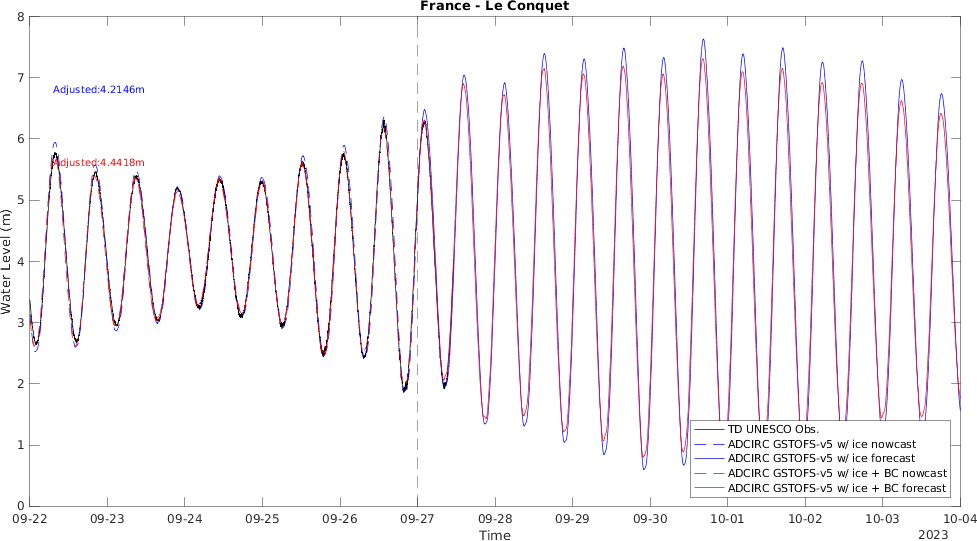 France - Le Conquet
8
7
6
5
4
3
2
1
0
Water Level (m)
Adjusted:4.2146m
Adjusted:4.4418m
TD UNESCO Obs.
ADCIRC GSTOFS-v5 w/ ice nowcast
ADCIRC GSTOFS-v5 w/ ice forecast
ADCIRC GSTOFS-v5 w/ ice + BC nowcast
ADCIRC GSTOFS-v5 w/ ice + BC forecast
09-22 09-23 09-24 09-25 09-26 09-27 09-28 09-29 09-30 10-01 10-02 10-03 10-04
Time
2023